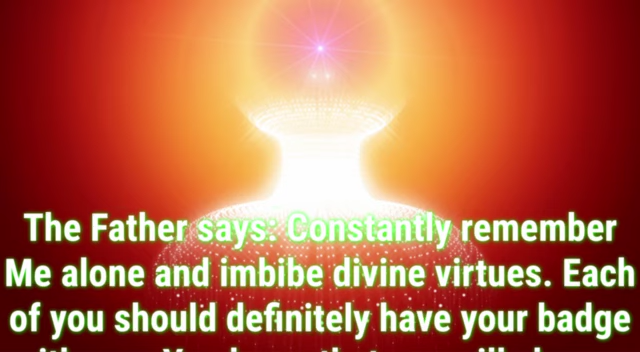 The Father says: Constantly remember
Me alone and imbibe divine virtues. Each
of you should definitely have your badge